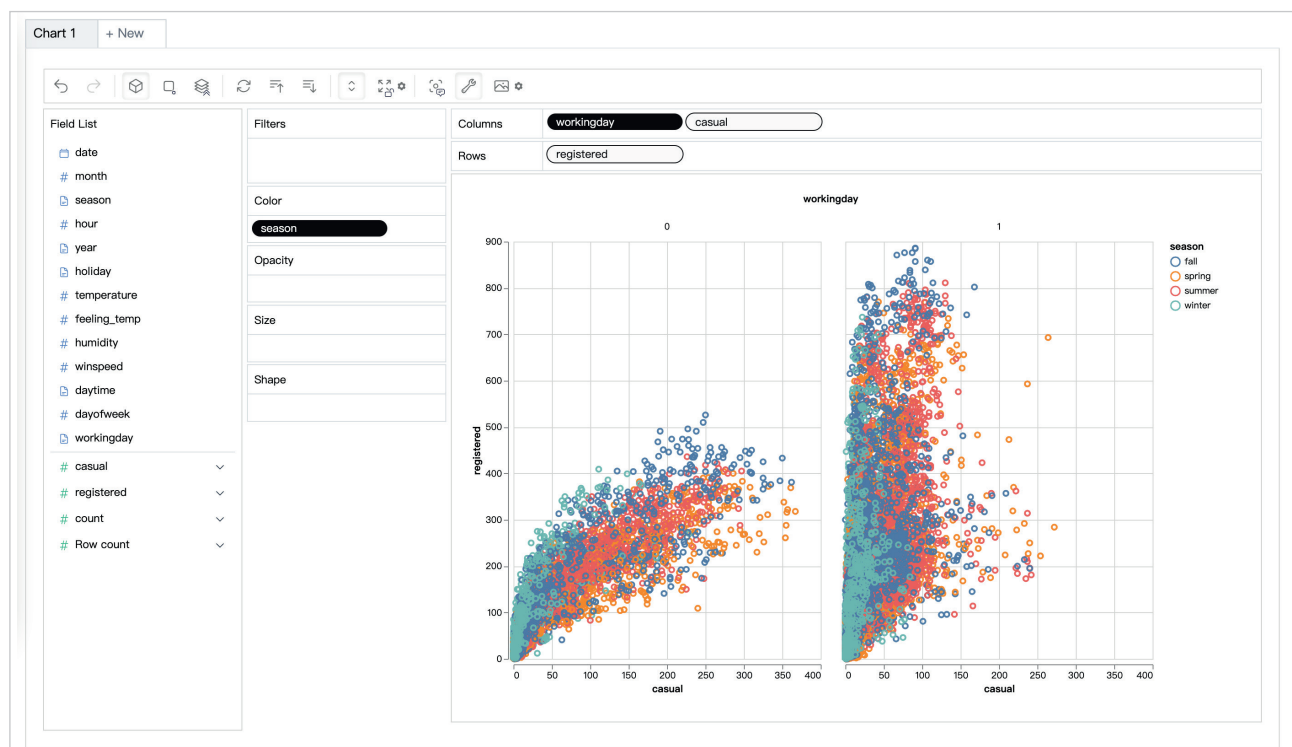 Chart 1
+ New
Field List
date
month
season
hour
year
holiday
temperature
feeling_temp
humidity
winspeed
daytime
dayofweek
workingday
casual
registered
count
Row count
Filters
Color
season
Opacity
Size
Shape
Columns
workingday
casual
Rows
registered
workingday
0
1
registered
900
800
700
600
500
400
300
200
100
0
0 50 100 150 200 250 300 350 400
casual
0 50 100 150 200 250 300 350 400
casual
season
fall
spring
summer
winter